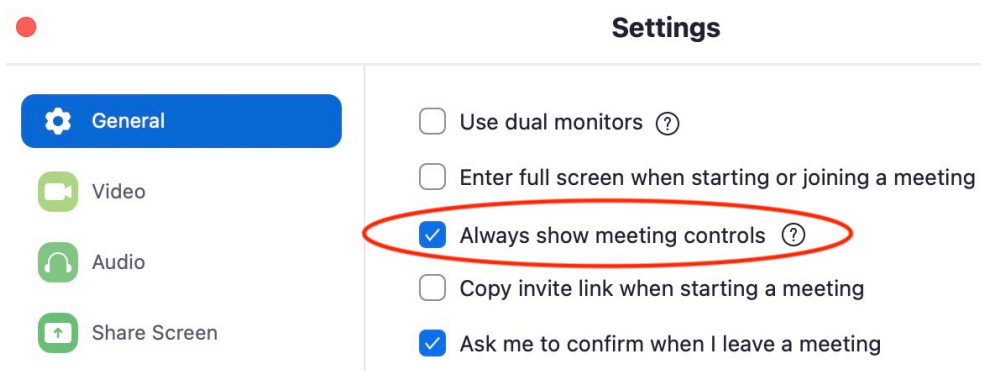 Settings
General
Video
Audio
Share Screen
Use dual monitors ?
Enter full screen when starting or joining a meeting
Always show meeting controls ?
Copy invite link when starting a meeting
Ask me to confirm when I leave a meeting